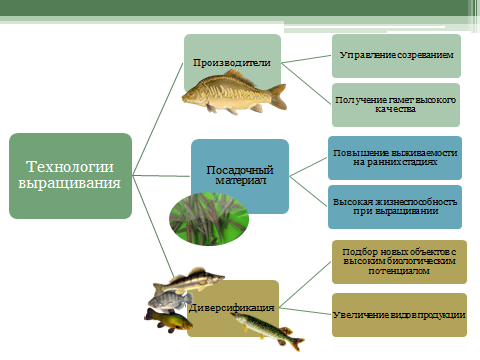 Технологии
выращивания
Производители
Управление созреванием
Получение гамет высокого
качества
Посадочный
материал
Повышение выживаемости
на ранних стадиях
Высокая жизнеспособность
при выращивании
Диверсификация
Подбор новых объектов с
высоким биологическим
потенциалом
Увеличение видв продукции